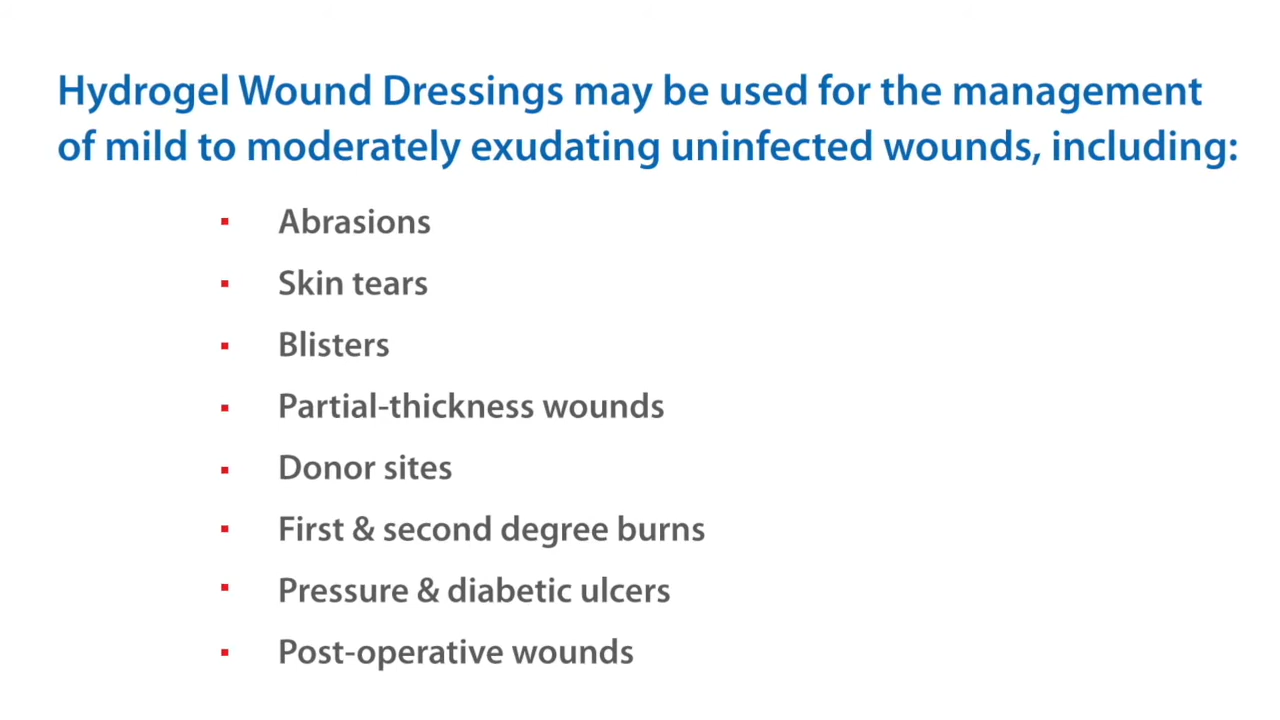 Hydrogel Wound Dressings may be used for the management
of mild to moderately exudating uninfected wounds, including:
▪ Abrasions
▪ Skin tears
▪ Blisters
▪ Partial-thickness wounds
▪ Donor sites
▪ First & second degree burns
▪ Pressure & diabetic ulcers
▪ Post-operative wounds